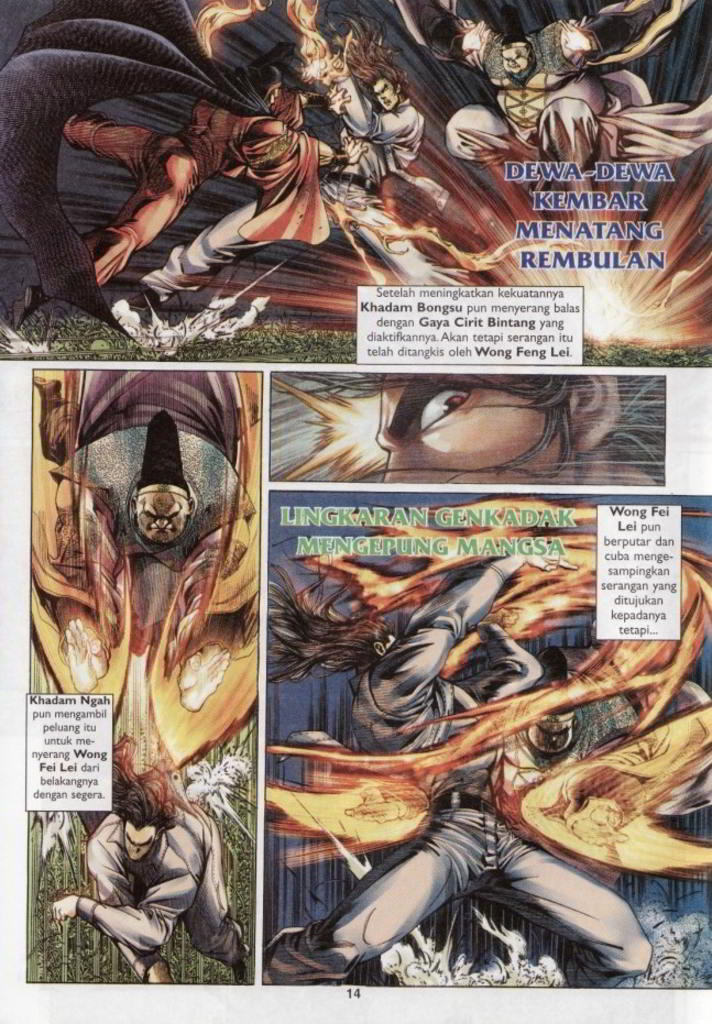 DEWA-DEWA
KEMBAR
MENATANG
REMBULAN
Setelah meningkatkan kekuatannya
Khadam Bongsu pun menyerang balas
dengan Gaya Cirit Bintang yang
diaktifkannya. Akan tetapi serangan itu
telah ditangkis oleh Wong Feng Lei.
LINGKARAN GENKADAK
MENGEPUNG MANGSA
Wong Fei
Lei pun
berputar dan
cuba menge-
sampingkan
serangan yang
ditujukan
kepadanya
tetapi...
Khadam Ngah
pun mengambil
peluang itu
untuk me-
nyerang Wong
Fei Lei dari
belakangnya
dengan segera.
14